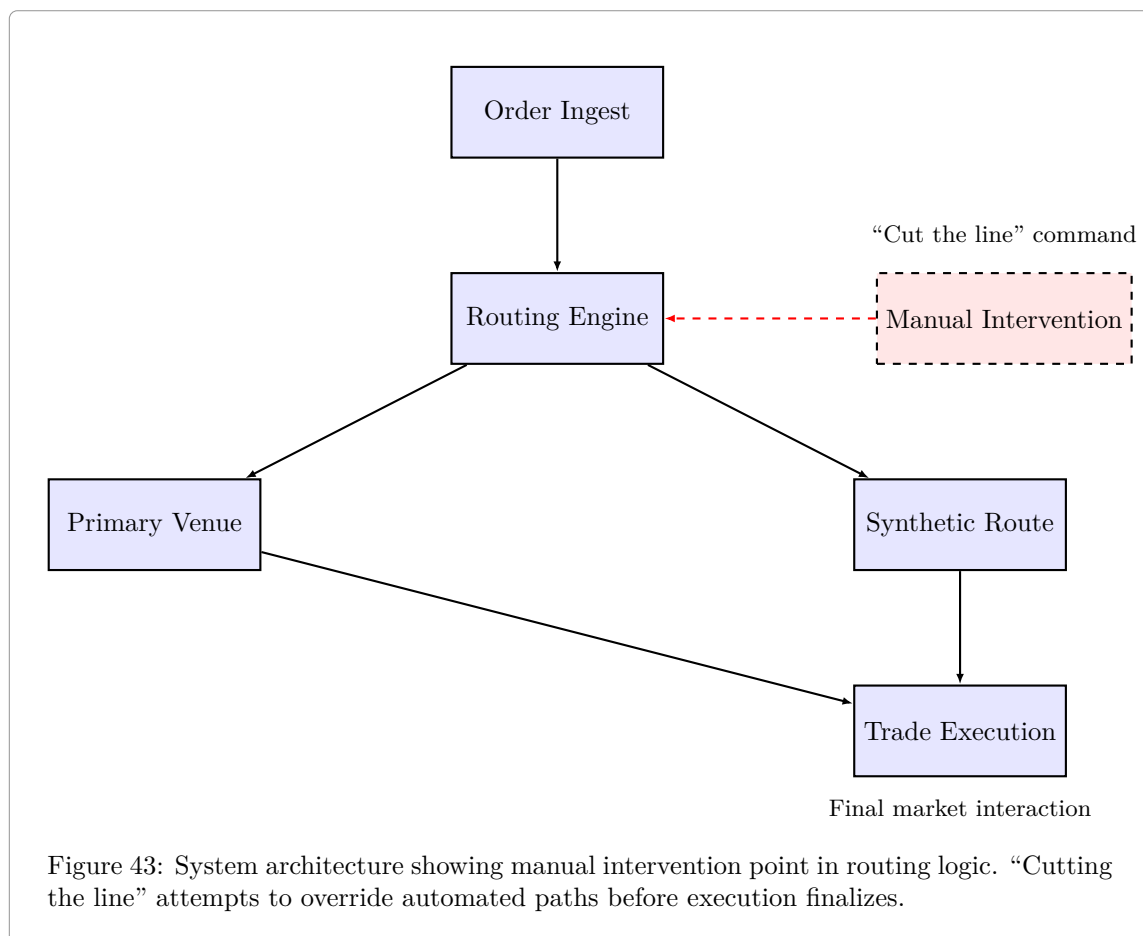 Order Ingest
“Cut the line” command
Routing Engine
Manual Intervention
Primary Venue
Synthetic Route
Trade Execution
Final market interaction
Figure 43: System architecture showing manual intervention point in routing logic. “Cutting
the line” attempts to override automated paths before execution finalizes.